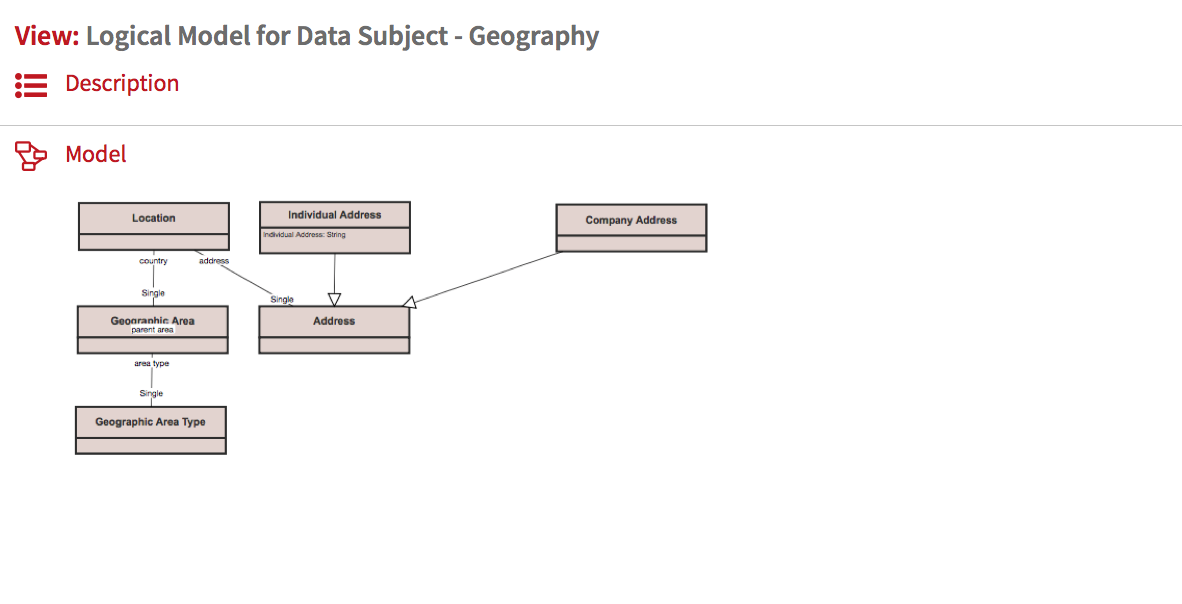 View: Logical Model for Data Subject - Geography
Description
Model
Location
Individual Address
Individual Address: String
Company Address
country
address
Single
Single
Geographic Area
parent area
Address
area type
Single
Geographic Area Type